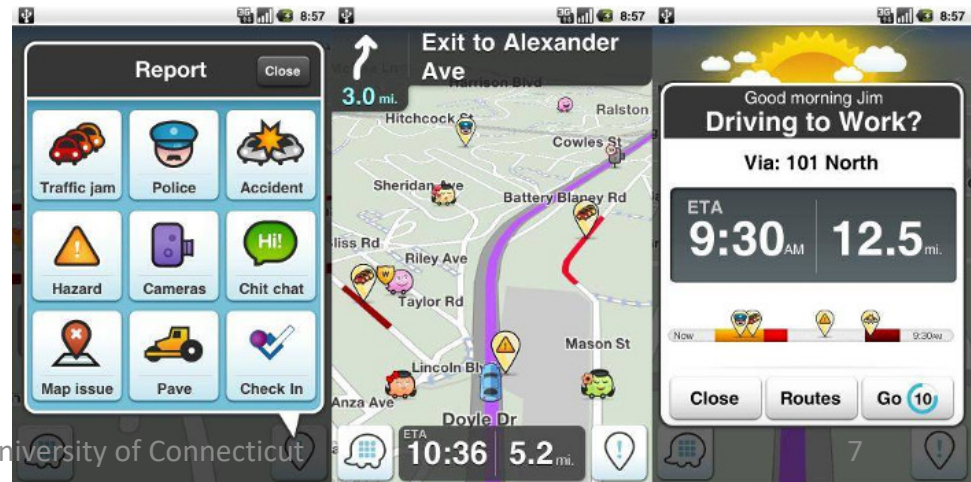 8:57
Report
Close
Traffic jam
Police
Accident
Hazard
Cameras
Hi!
Chit chat
Map issue
Pave
Check In
niversity of Connecticut
8:57
Exit to Alexander
Ave
3.0 mi.
Harrison Blvd
Ralston
Hitchcock St
Cowles St
Sheridan Ave
Battery Blaney Rd
liss Rd
Riley Ave
W
Taylor Rd
Mason St
Lincoln Blv
Anza Ave
Doyle Dr
ETA
10:36 5.2 mi.
8:57
Good morning Jim
Driving to Work?
Via: 101 North
ETA
9:30 AM 12.5 mi.
Now
9:30AM
Close
Routes
Go 10
7